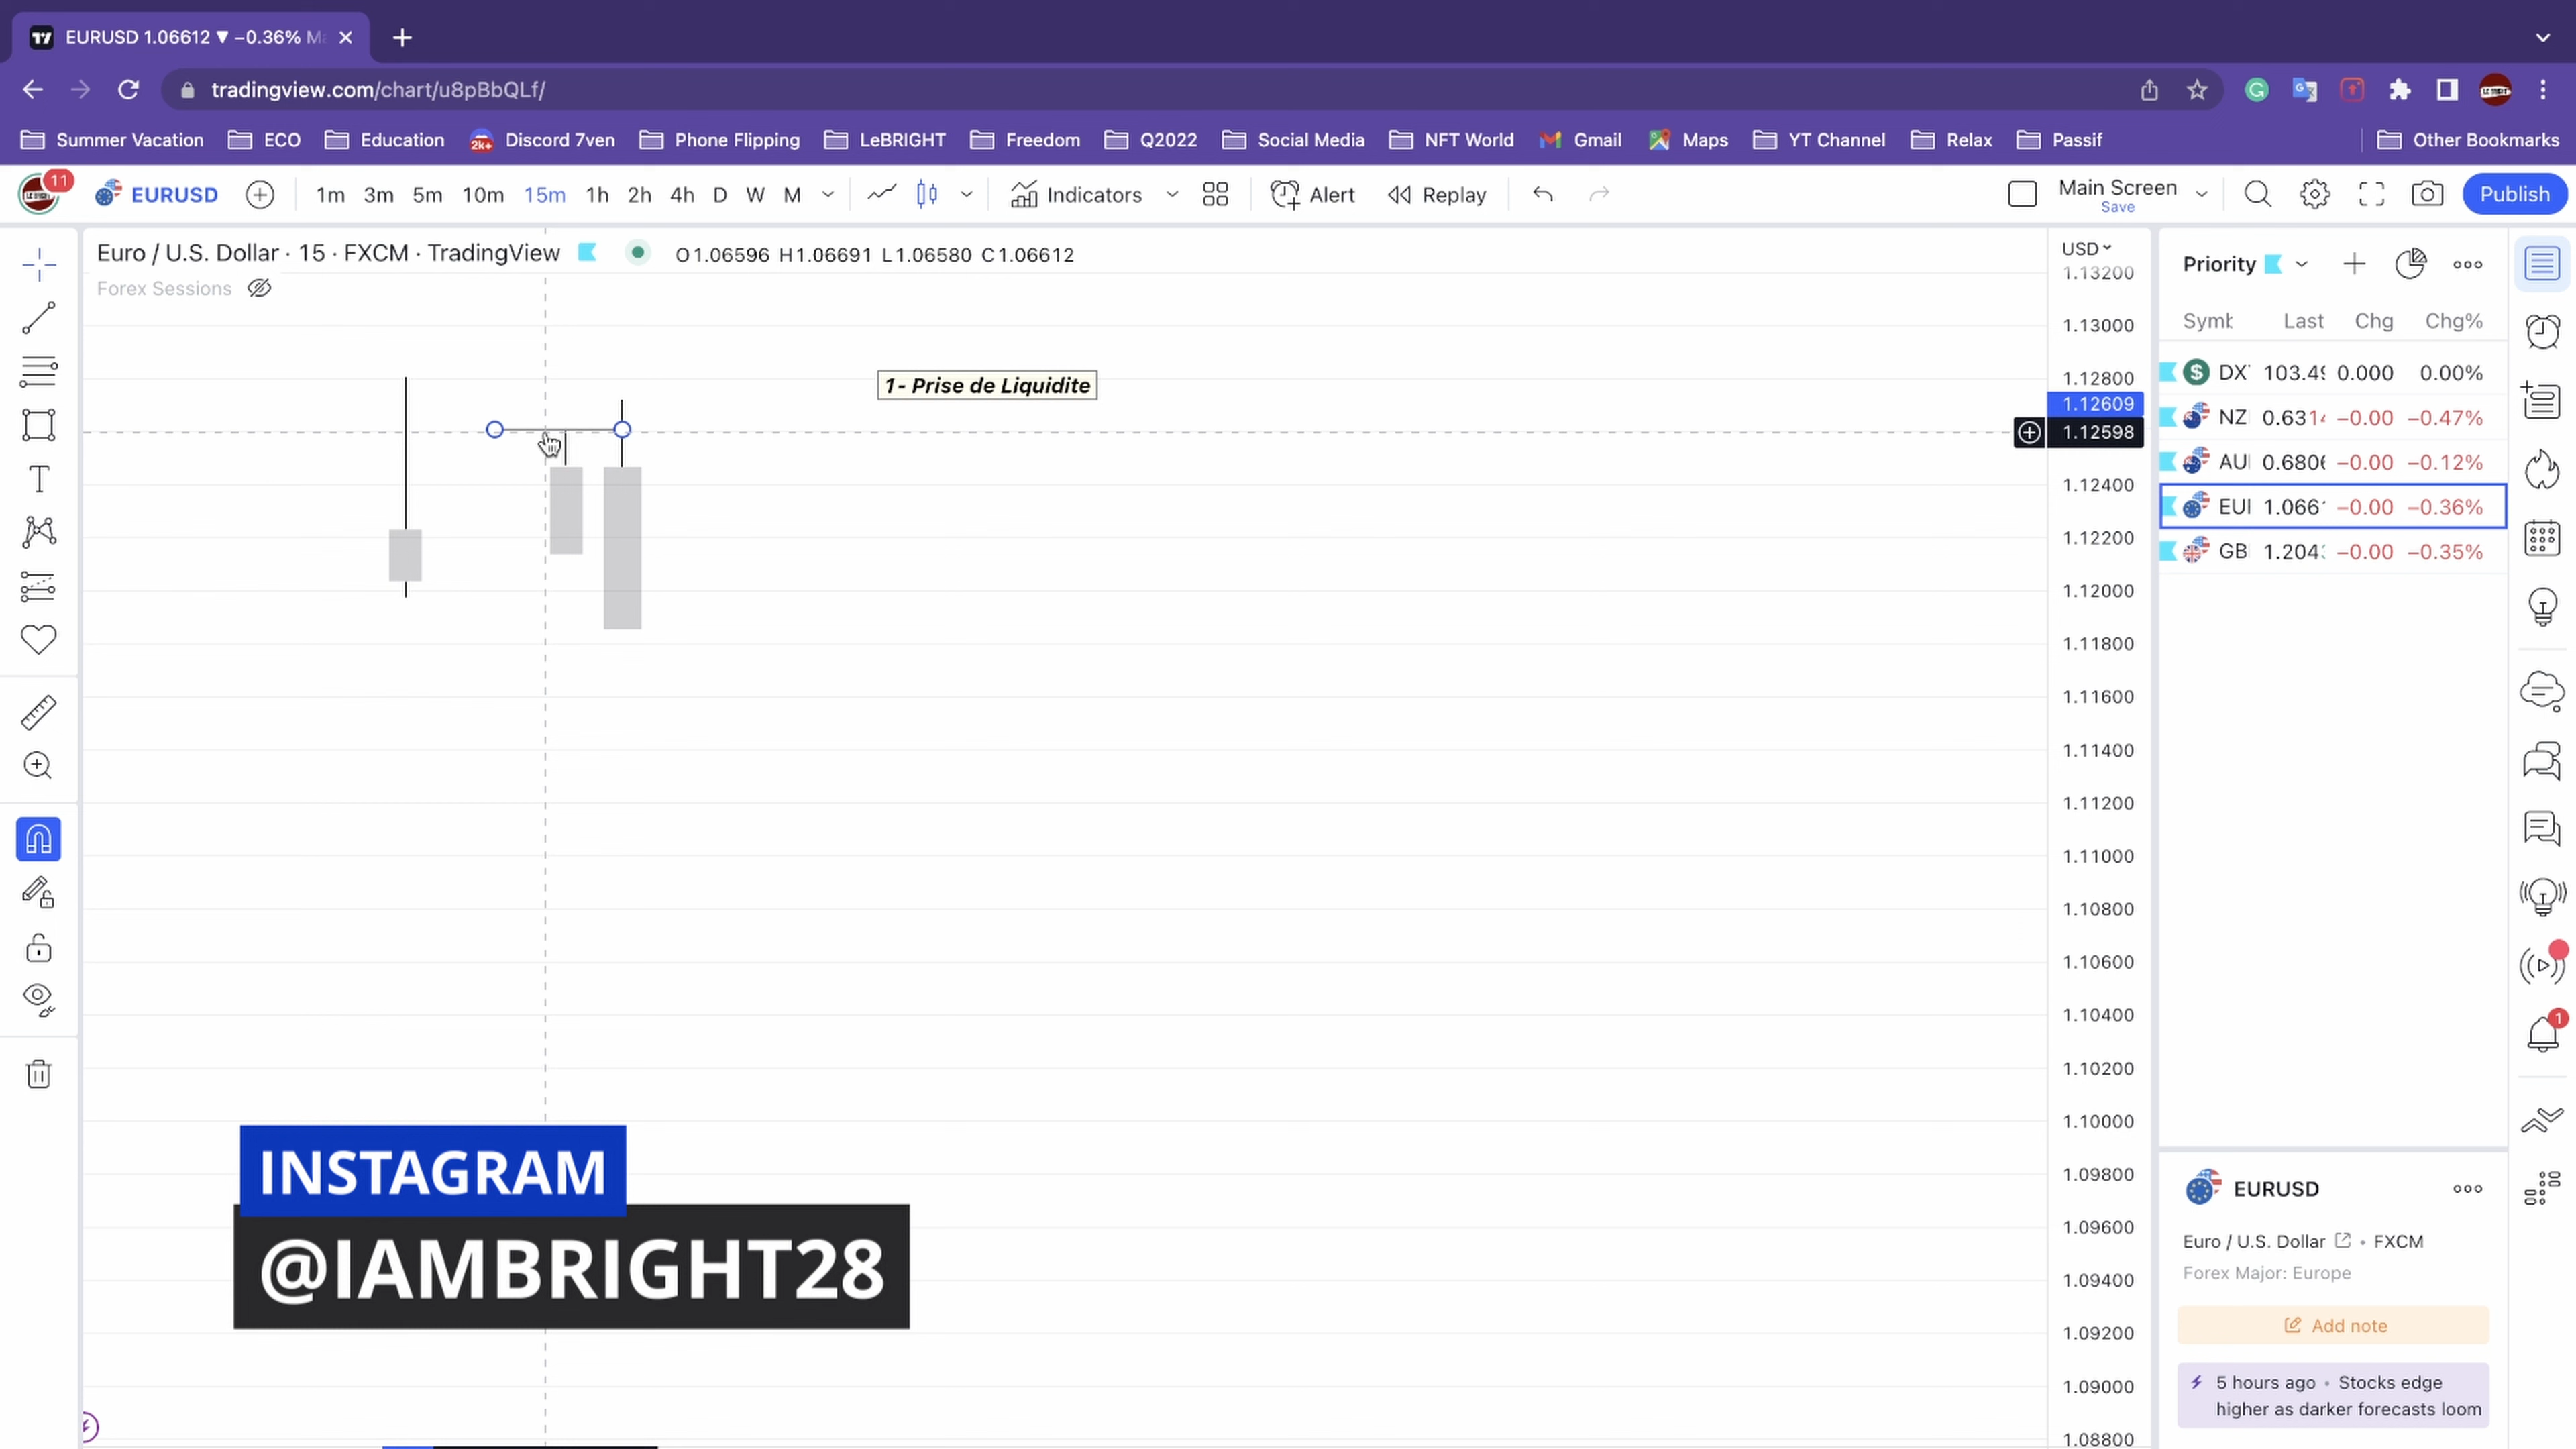 EURUSD 1.06612 ▼ −0.36% Ma
tradingview.com/chart/u8pBbQLf/
Summer Vacation ECO Education Discord 7ven Phone Flipping LeBRIGHT Freedom Q2022 Social Media NFT World Gmail Maps YT Channel Relax Passif Other Bookmarks
11 EURUSD 1m 3m 5m 10m 15m 1h 2h 4h D W M Indicators Alert Replay Main Screen Save Publish
Euro / U.S. Dollar · 15 · FXCM · TradingView O1.06596 H1.06691 L1.06580 C1.06612
Forex Sessions
1- Prise de Liquidite
USD
1.13200
1.13000
1.12800
1.12609
1.12598
1.12400
1.12200
1.12000
1.11800
1.11600
1.11400
1.11200
1.11000
1.10800
1.10600
1.10400
1.10200
1.10000
1.09800
1.09600
1.09400
1.09200
1.09000
1.08800
Priority
Last Chg Chg%
DX 103.49 0.000 0.00%
NZ 0.6314 −0.00 −0.47%
AU 0.6806 −0.00 −0.12%
EU 1.066 −0.00 −0.36%
GB 1.204 −0.00 −0.35%
1
EURUSD
Euro / U.S. Dollar • FXCM
Forex Major: Europe
Add note
5 hours ago • Stocks edge
higher as darker forecasts loom
INSTAGRAM
@IAMBRIGHT28